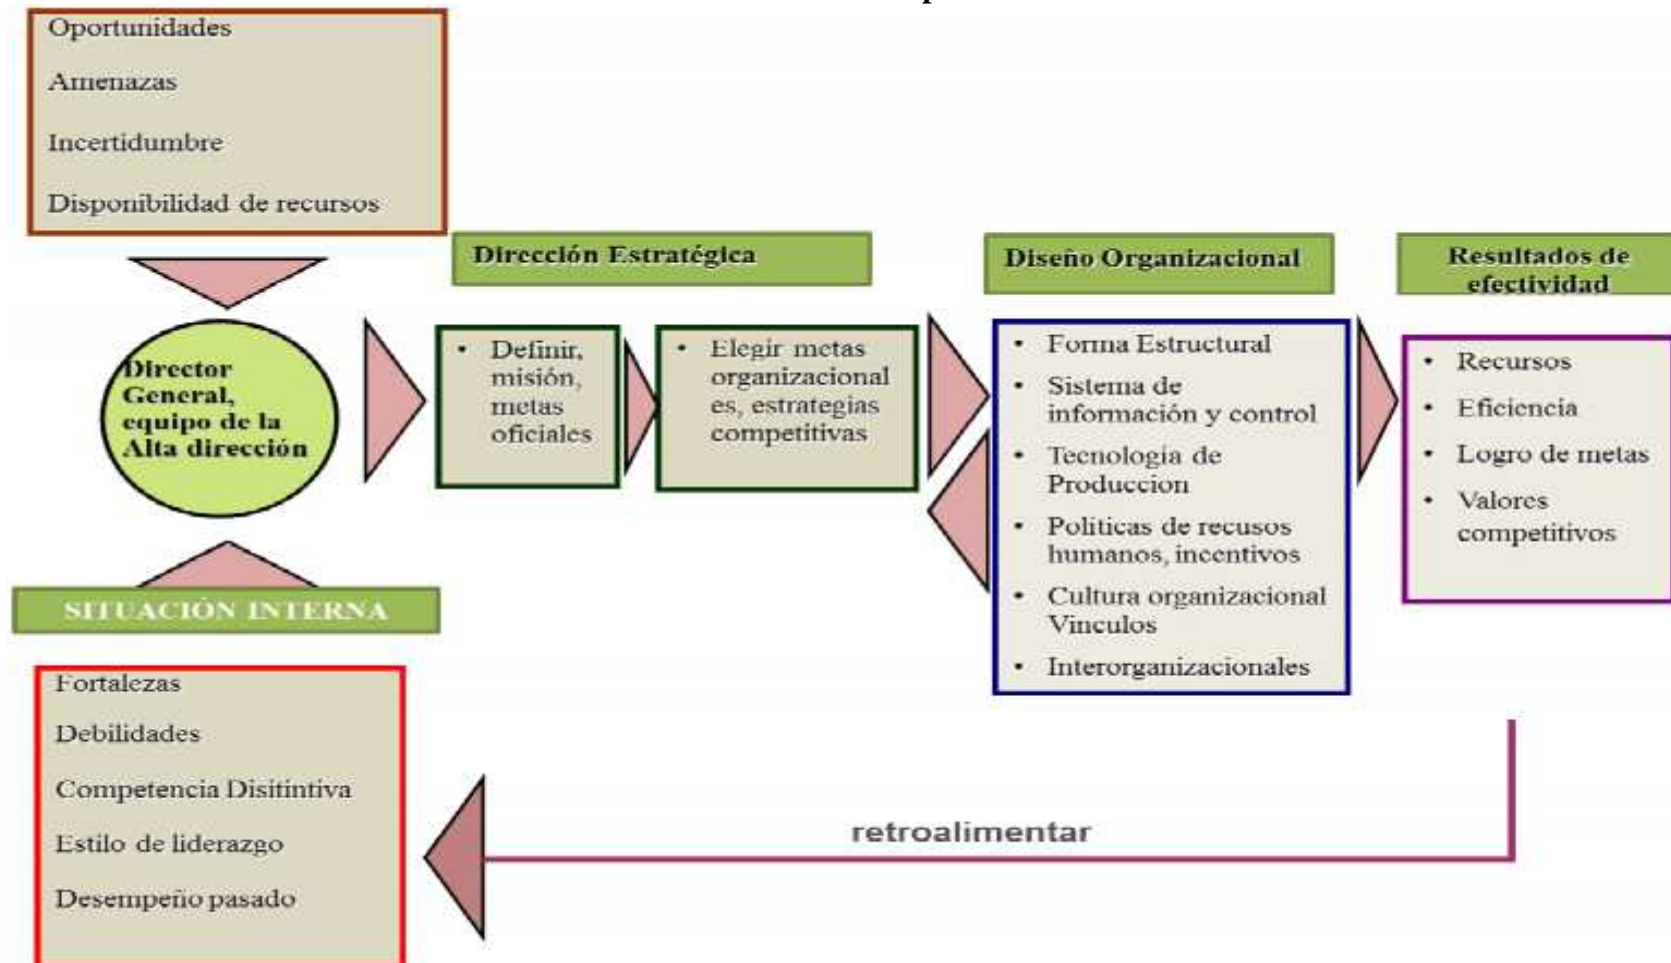 Oportunidades
Amenazas
Incertidumbre
Disponibilidad de recursos
Director
General,
equipo de la
Alta dirección
SITUACIÓN INTERNA
Fortalezas
Debilidades
Competencia Disitintiva
Estilo de liderazgo
Desempeño pasado
Dirección Estratégica
• Definir,
misión,
metas
oficiales
• Elegir metas
organizacional
es, estrategias
competitivas
Diseño Organizacional
• Forma Estructural
• Sistema de
información y control
• Tecnología de
Produccion
• Políticas de recusos
humanos, incentivos
• Cultura organizacional
Vinculos
• Interorganizacionales
Resultados de
efectividad
• Recursos
• Eficiencia
• Logro de metas
• Valores
competitivos
retroalimentar